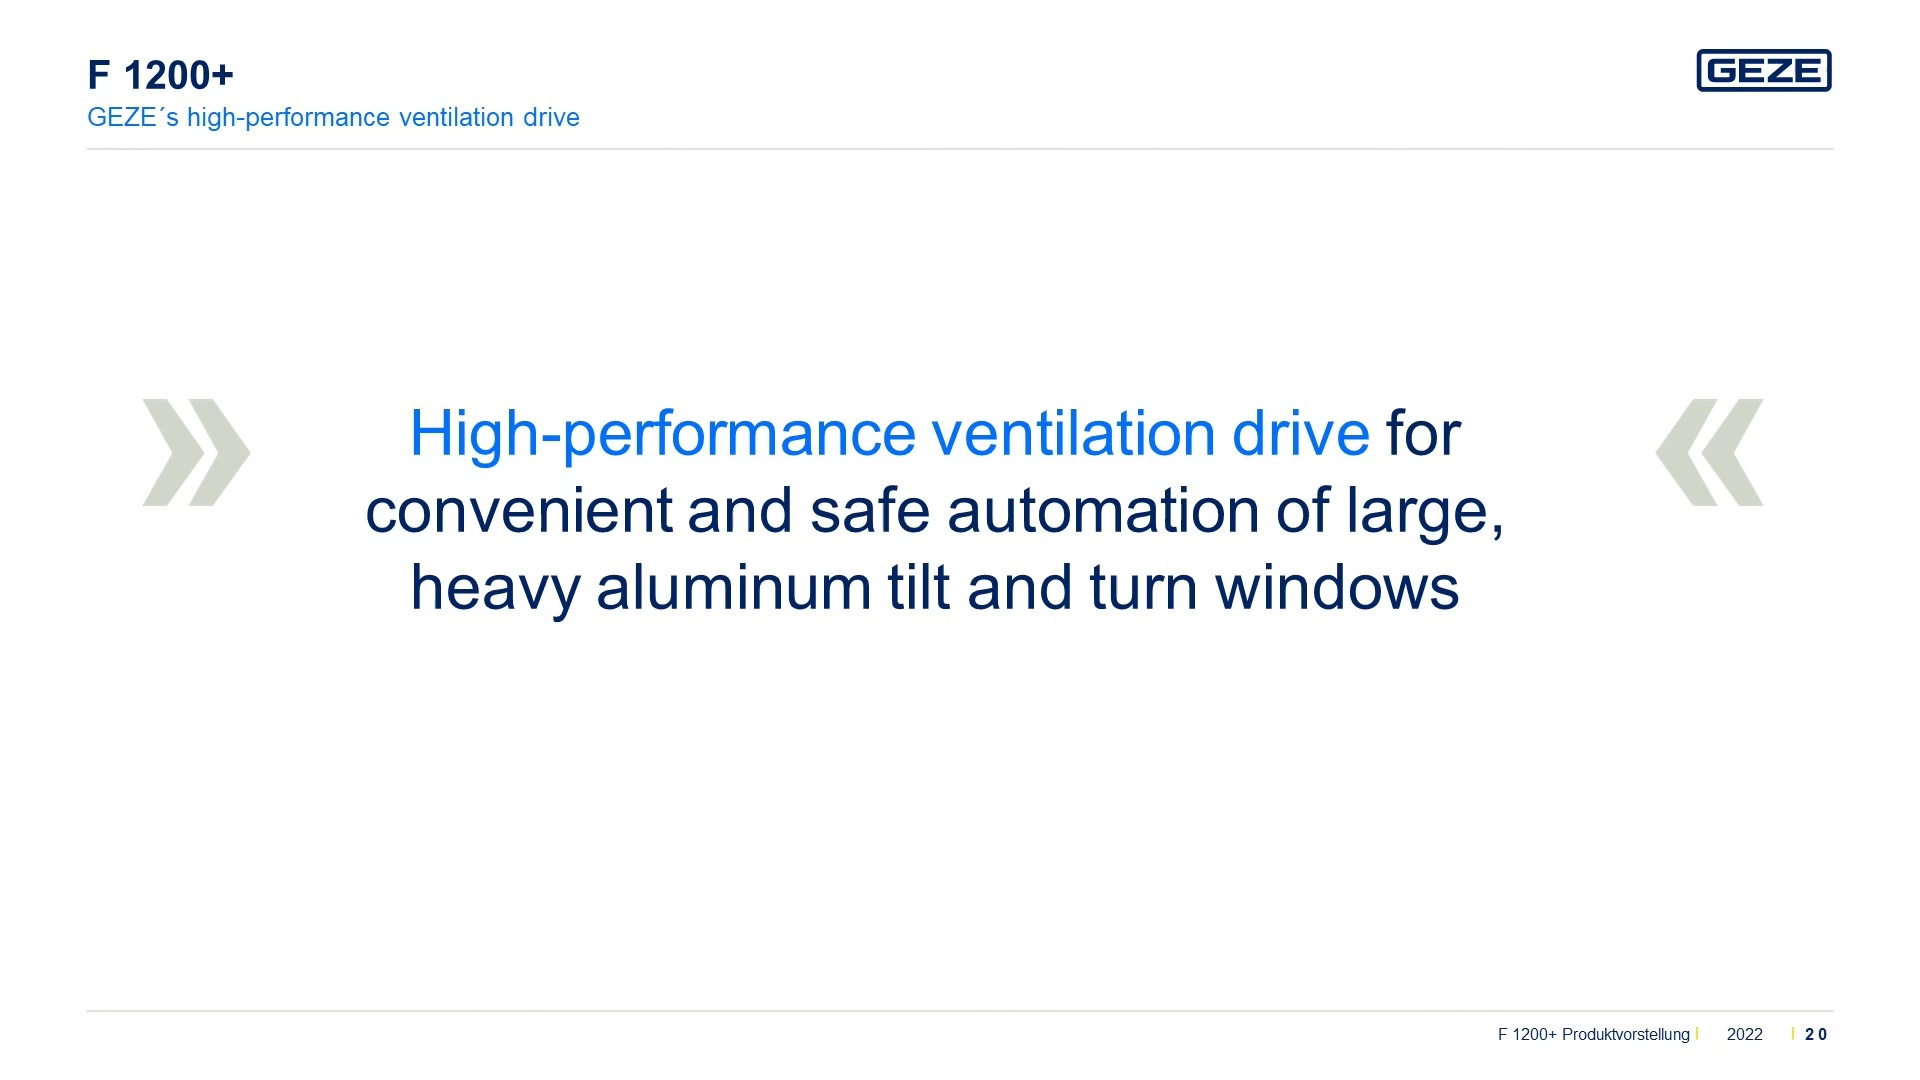 F 1200+
GEZE
GEZE´s high-performance ventilation drive
High-performance ventilation drive for
convenient and safe automation of large,
heavy aluminum tilt and turn windows
F 1200+ Produktvorstellung | 2022 | 20